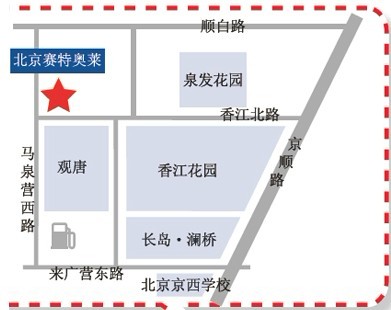 顺白路
北京赛特奥莱
泉发花园
香江北路
马泉营西路
观唐
香江花园
京顺路
长岛·澜桥
来广营东路
北京京西学校